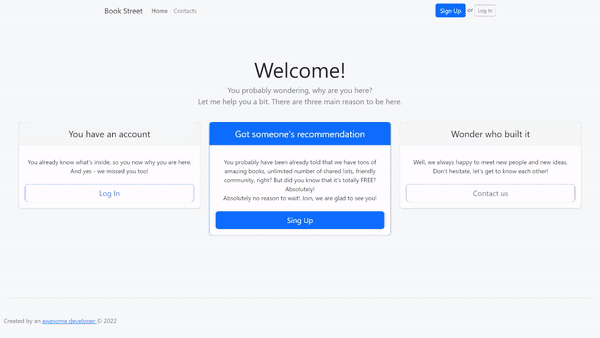 Book Street Home Contacts Sign Up or Log In
Welcome!
You probably wondering, why are you here?
Let me help you a bit. There are three main reason to be here.
You have an account
You already know what's inside, so you now why you are here.
And yes - we missed you too!
Log In
Got someone's recommendation
You probably have been already told that we have tons of
amazing books, unlimited number of shared lists, friendly
community, right? But did you know that it's totally FREE?
Absolutely!
Absolutely no reason to wait! Join, we are glad to see you!
Sing Up
Wonder who built it
Well, we always happy to meet new people and new ideas.
Don't hesitate, let's get to know each other!
Contact us
Created by an awesome developer © 2022